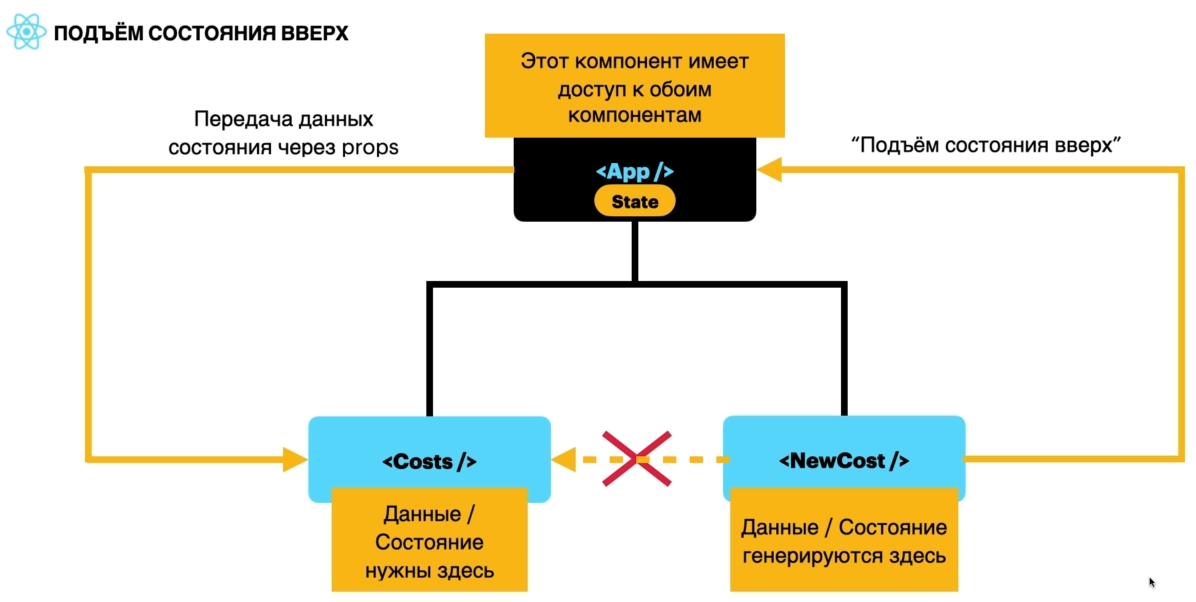 ПОДЪЁМ СОСТОЯНИЯ ВВЕРХ
Этот компонент имеет
доступ к обоим
компонентам
Передача данных
состояния через props
“Подъём состояния вверх”
<App />
State
<Costs />
<NewCost />
Данные /
Состояние
нужны здесь
Данные / Состояние
генерируются здесь